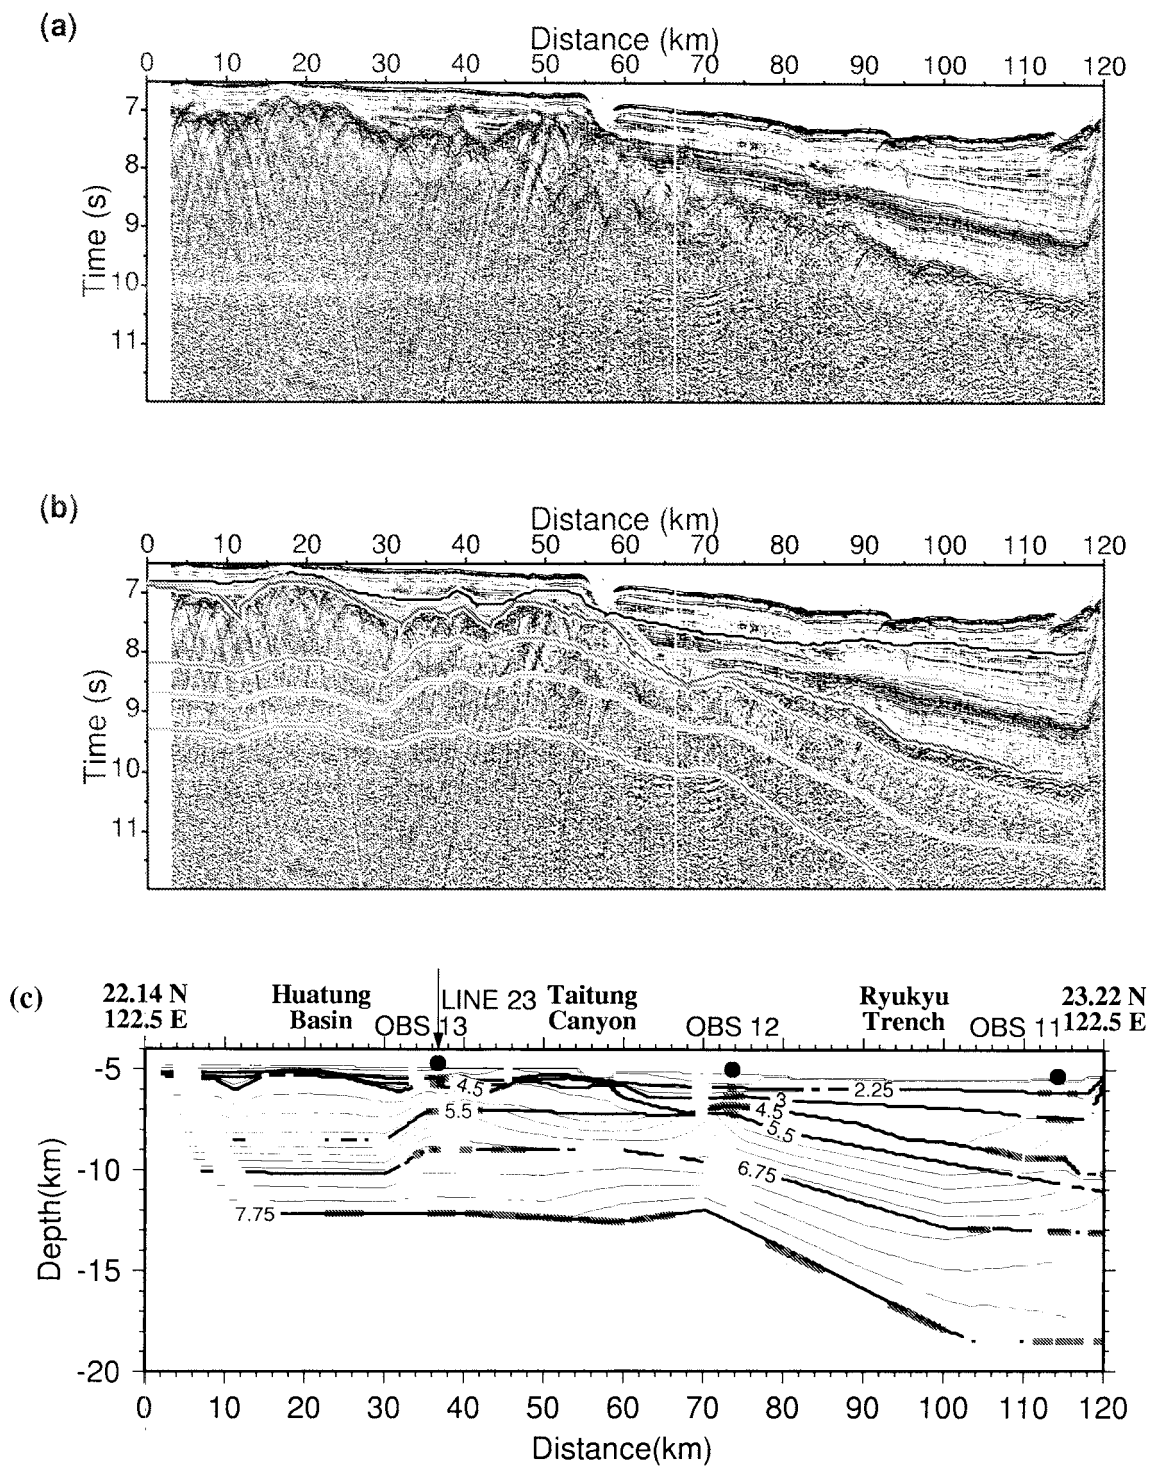 (a)
Distance (km)
0 10 20 30 40 50 60 70 80 90 100 110 120
7
8
9
10
11
Time (s)
(b)
Distance (km)
0 10 20 30 40 50 60 70 80 90 100 110 120
7
8
9
10
11
Time (s)
(c)
22.14 N
122.5 E
Huatung
Basin
OBS 13
LINE 23
Taitung
Canyon
OBS 12
Ryukyu
Trench
OBS 11
23.22 N
122.5 E
-5
-10
-15
-20
Depth(km)
4.5
5.5
7.75
2.25
3
4.5
5.5
6.75
0 10 20 30 40 50 60 70 80 90 100 110 120
Distance(km)